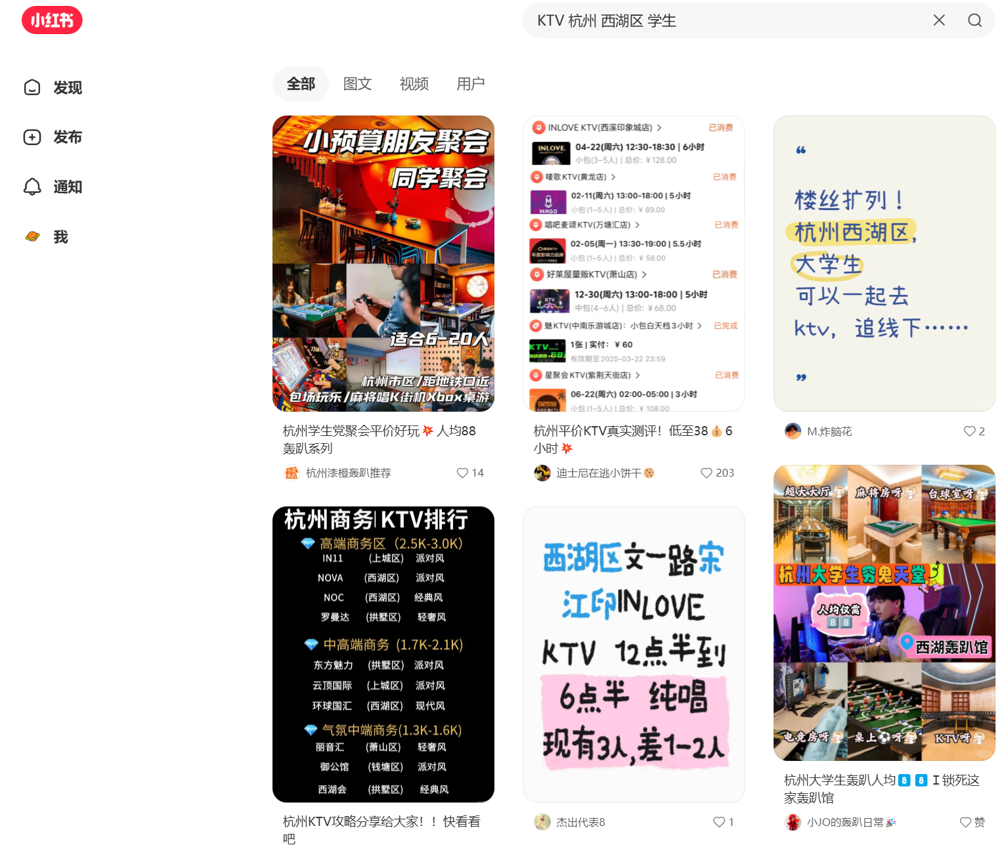 小红书
KTV 杭州 西湖区 学生
发现
发布
通知
我
全部
图文
视频
用户
小预算朋友聚会
同学聚会
适合6-20人
杭州市区/距地铁口近
包场玩乐/麻将唱K街机Xbox桌游
杭州学生党聚会平价好玩💥人均88
轰趴系列
杭州漆橙轰趴推荐
14
INLOVE KTV(西溪印象城店) >
已消费
INLOVE
PARTY+KTV
04-22(周六) 12:30-18:30 | 6小时
小包(3~5人) | 总价: ¥128.00
唛歌KTV(黄龙店) >
已消费
MAGO
02-11(周六) 13:00-18:00 | 5小时
小包(1~5人) | 总价: ¥ 89.00
唱吧麦颂KTV(万塘汇店) >
已消费
年度影响力品牌
02-05(周一) 13:30-19:00 | 5.5小时
小包(1~5人) | 总价: ¥ 58.00
好莱屋量贩KTV(萧山店) >
已消费
KTV
12-30(周六) 13:00-18:00 | 5小时
中包(4~6人) | 总价: ¥68.00
魅KTV(中南乐游城店): 小包白天档3小时 >
已完成
KTV
1张 | 实付: ¥ 60
有效期至2025-03-22 23:59
星聚会KTV(紫荆天街店) >
已消费
06-22(周六) 02:00-05:00 | 3小时
小包(1~5人) | 总价: ¥ 108.00
杭州平价KTV真实测评！低至38💰6
小时💥
迪士尼在逃小饼干🍪
203
“
楼丝扩列！
杭州西湖区,
大学生
可以一起去
ktv, 追线下……
”
M.炸脑花
2
杭州商务KTV排行
💎 高端商务区（2.5K-3.0K）
IN11 (上城区) 派对风
NOVA (西湖区) 派对风
NOC (西湖区) 经典风
罗曼达 (拱墅区) 轻奢风
💎 中高端商务 (1.7K-2.1K)
东方魅力 (拱墅区) 派对风
云顶国际 (上城区) 派对风
环球国汇 (西湖区) 现代风
💎 气氛中端商务(1.3K-1.6K)
丽音汇 (萧山区) 轻奢风
御公馆 (钱塘区) 派对风
西湖会 (拱墅区) 经典风
杭州KTV攻略分享给大家！！快看看
吧
西湖区文一路宋
江印INLOVE
KTV 12点半到
6点半 纯唱
现有3人,差1-2人
杰出代表8
1
超大大厅
麻将房呀
台球室呀
杭州大学生穷鬼天堂
人均仅需
88
西湖轰趴馆
电竞房呀
桌上⚽呀
KTV呀
杭州大学生轰趴人均8️⃣8️⃣ I 锁死这
家轰趴馆
小JO的轰趴日常🎉
赞